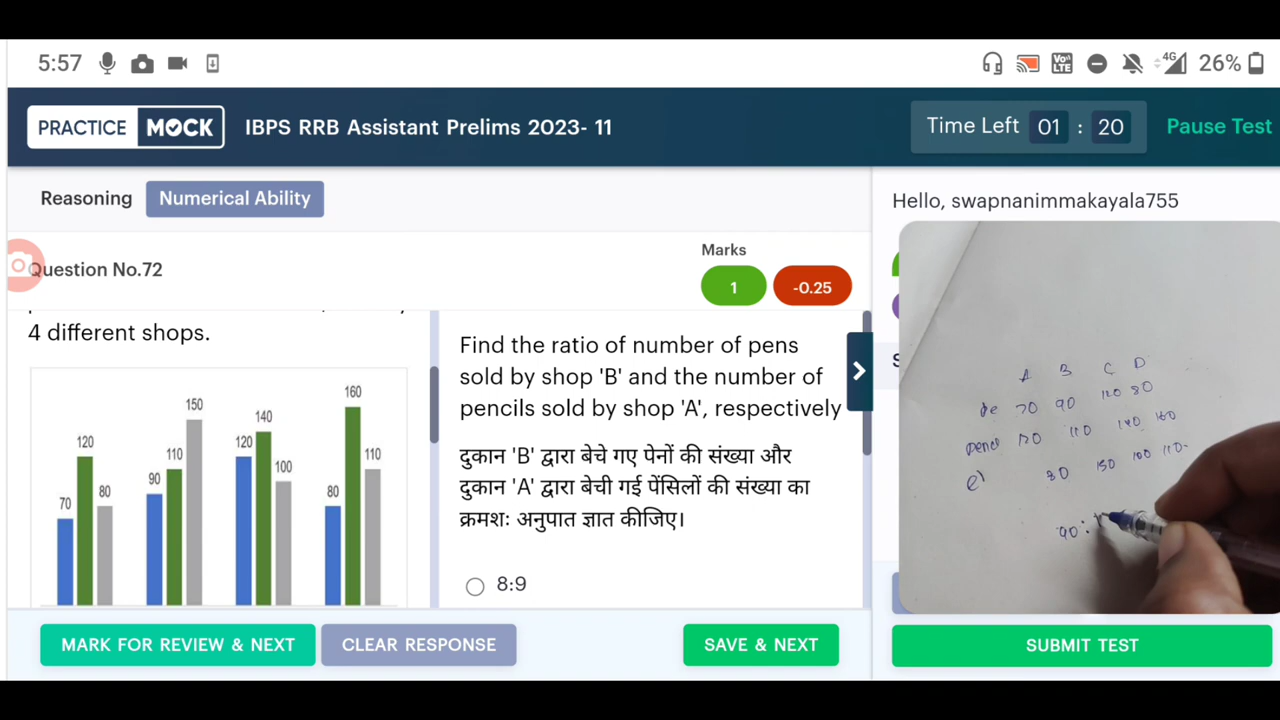 5:57
4G
26%
PRACTICE MOCK
IBPS RRB Assistant Prelims 2023- 11
Time Left 01 : 20
Pause Test
Reasoning
Numerical Ability
Hello, swapnanimmakayala755
Question No.72
Marks
1
-0.25
4 different shops.
70 120 80
90 110 150
120 140 100
80 160 110
Find the ratio of number of pens
sold by shop 'B' and the number of
pencils sold by shop 'A', respectively
दुकान 'B' द्वारा बेचे गए पेनों की संख्या और
दुकान 'A' द्वारा बेची गई पेंसिलों की संख्या का
क्रमशः अनुपात ज्ञात कीजिए।
8:9
A B C D
70 90 120 80
120 110 140 160
80 150 100 110
90:
MARK FOR REVIEW & NEXT
CLEAR RESPONSE
SAVE & NEXT
SUBMIT TEST